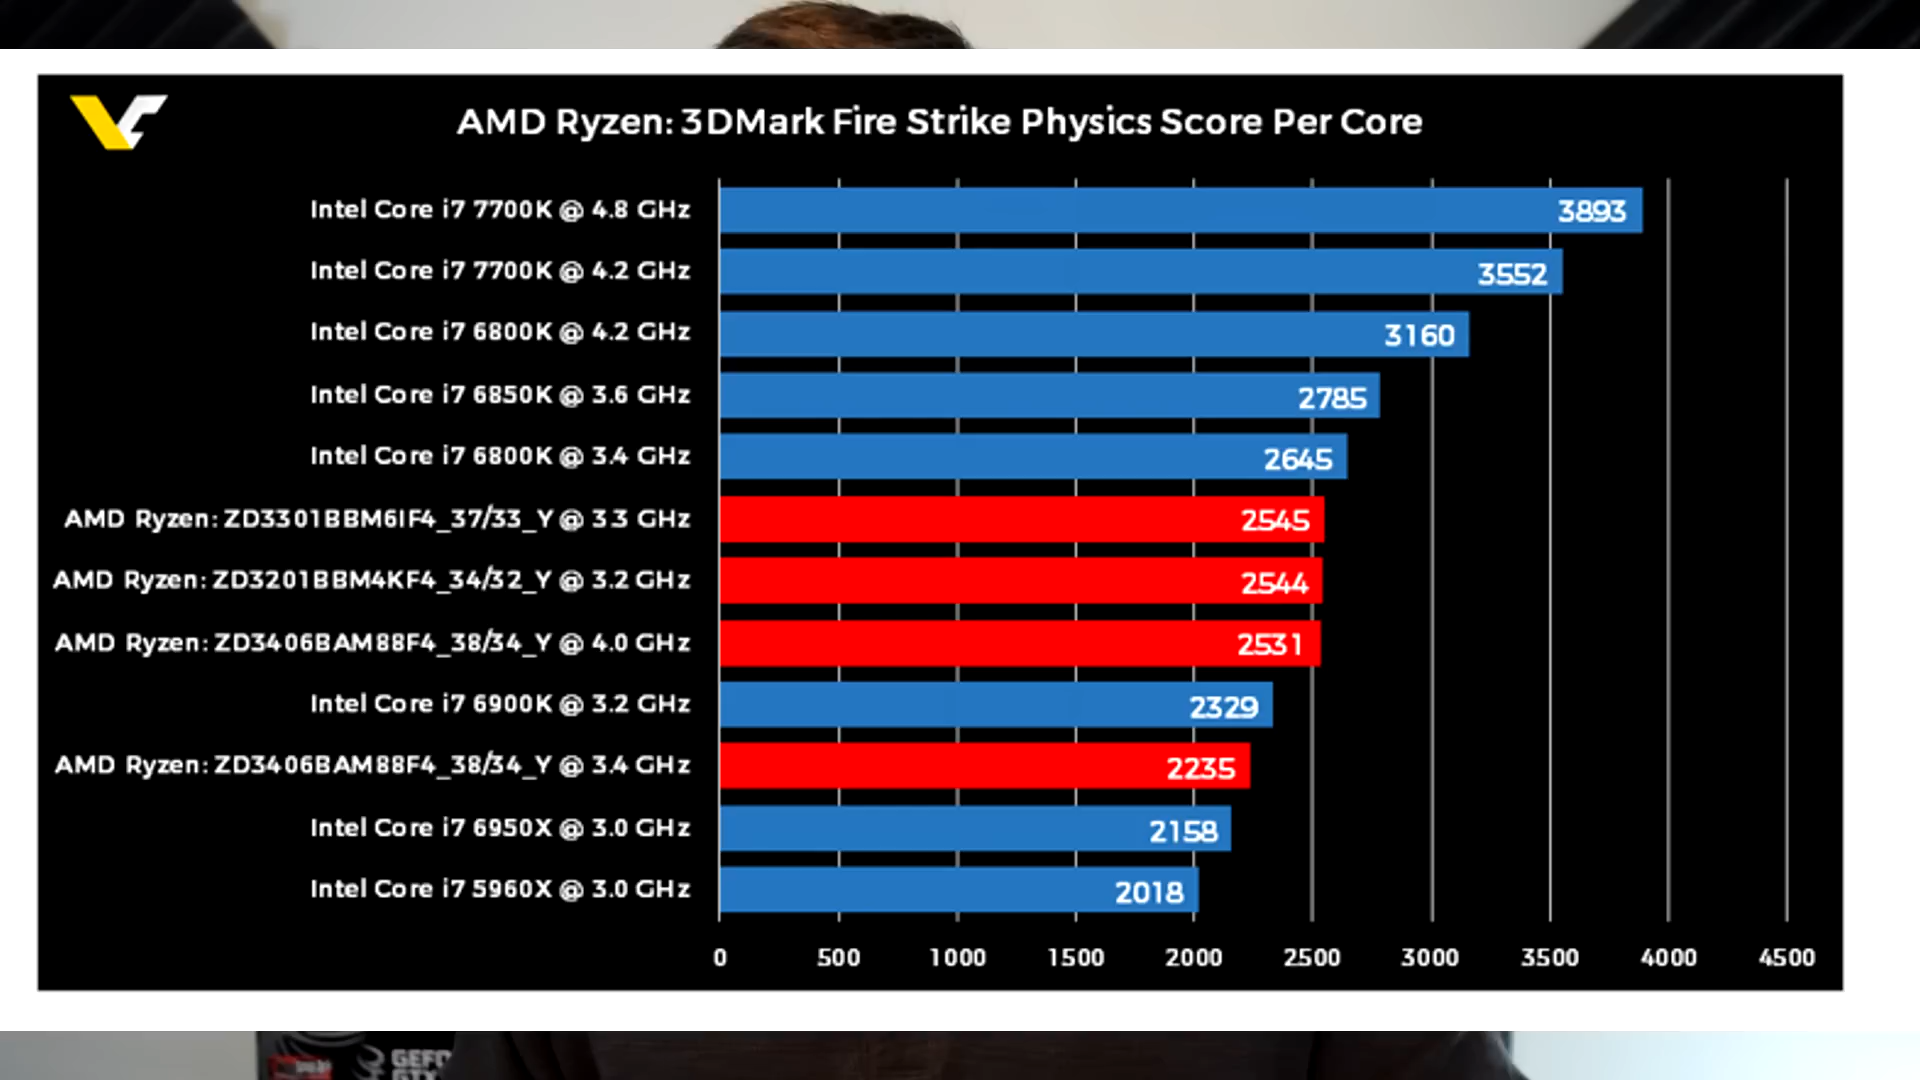 AMD Ryzen: 3DMark Fire Strike Physics Score Per Core
Intel Core i7 7700K @ 4.8 GHz 3893
Intel Core i7 7700K @ 4.2 GHz 3552
Intel Core i7 6800K @ 4.2 GHz 3160
Intel Core i7 6850K @ 3.6 GHz 2785
Intel Core i7 6800K @ 3.4 GHz 2645
AMD Ryzen: ZD3301BBM6IF4_37/33_Y @ 3.3 GHz 2545
AMD Ryzen: ZD3201BBM4KF4_34/32_Y @ 3.2 GHz 2544
AMD Ryzen: ZD3406BAM88F4_38/34_Y @ 4.0 GHz 2531
Intel Core i7 6900K @ 3.2 GHz 2329
AMD Ryzen: ZD3406BAM88F4_38/34_Y @ 3.4 GHz 2235
Intel Core i7 6950X @ 3.0 GHz 2158
Intel Core i7 5960X @ 3.0 GHz 2018
0 500 1000 1500 2000 2500 3000 3500 4000 4500